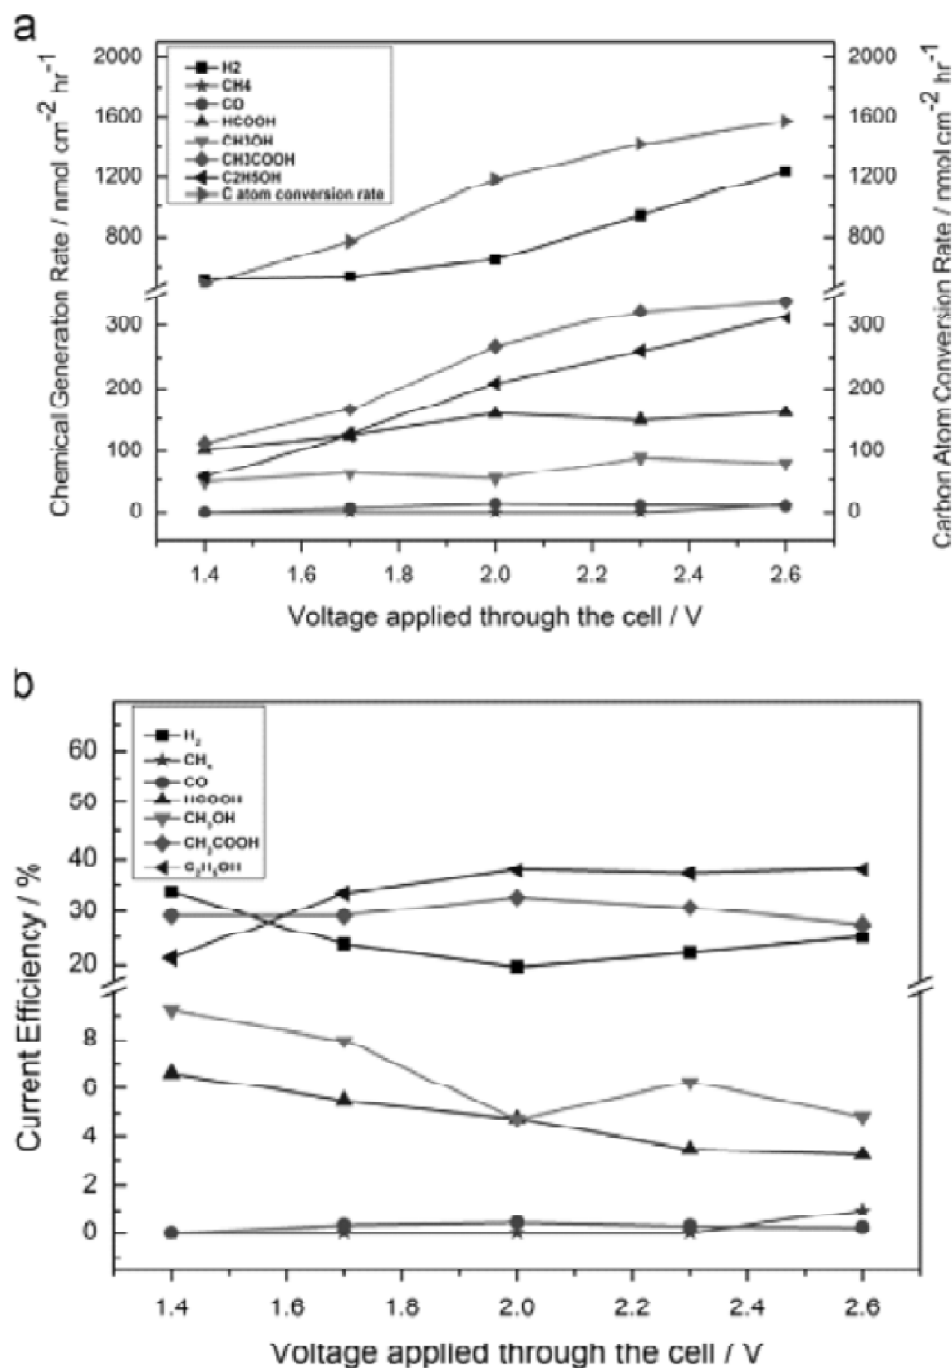 a
Chemical Generation Rate / nmol cm-2 hr-1
2000
1600
1200
800
300
200
100
0
H2
CH4
CO
HCOOH
CH3OH
CH3COOH
C2H5OH
C atom conversion rate
2000
1600
1200
800
300
200
100
0
Carbon Atom Conversion Rate / nmol cm-2 hr-1
1.4 1.6 1.8 2.0 2.2 2.4 2.6
Voltage applied through the cell / V
b
Current Efficiency / %
60
50
40
30
20
8
6
4
2
0
H2
CH4
CO
HCOOH
CH3OH
CH3COOH
C2H5OH
1.4 1.6 1.8 2.0 2.2 2.4 2.6
Voltage applied through the cell / V